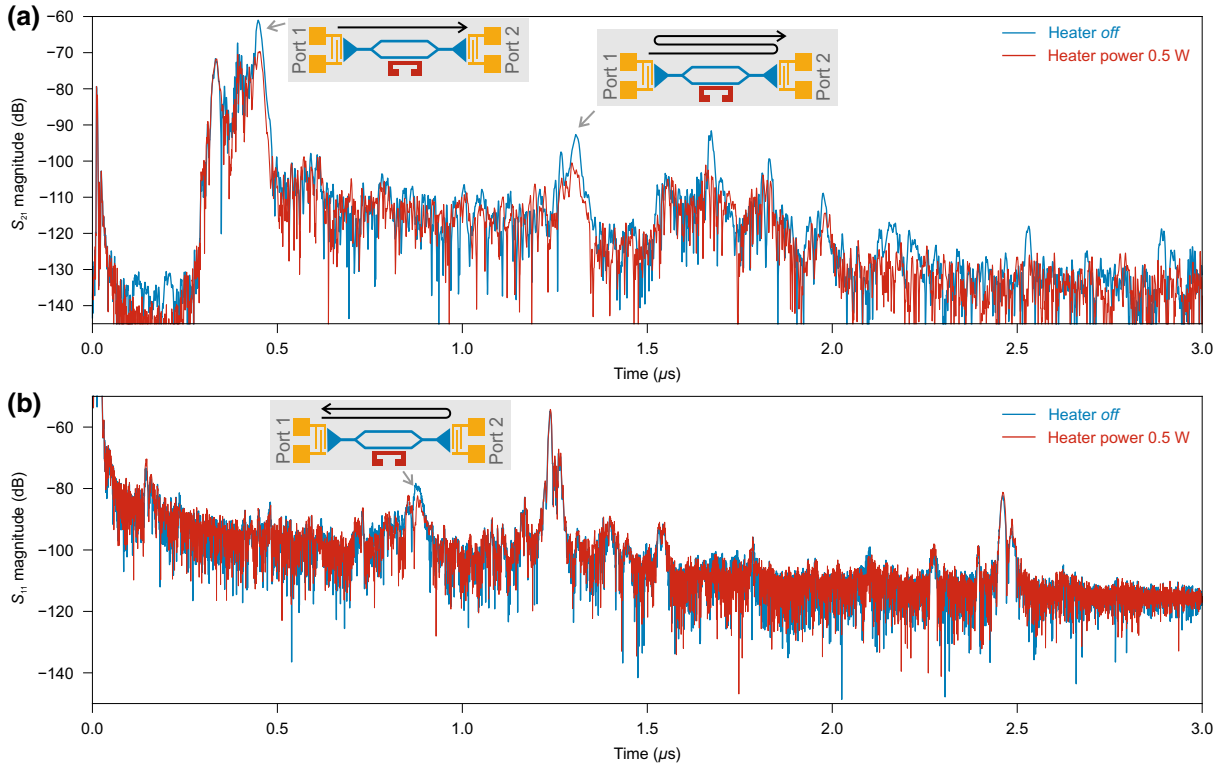 (a)
−60
−70
−80
−90
−100
−110
−120
−130
−140
S21 magnitude (dB)
Port 1
Port 2
Port 1
Port 2
Heater off
Heater power 0.5 W
0.0
0.5
1.0
1.5
2.0
2.5
3.0
Time (µs)
(b)
−60
−80
−100
−120
−140
S11 magnitude (dB)
Port 1
Port 2
Heater off
Heater power 0.5 W
0.0
0.5
1.0
1.5
2.0
2.5
3.0
Time (µs)